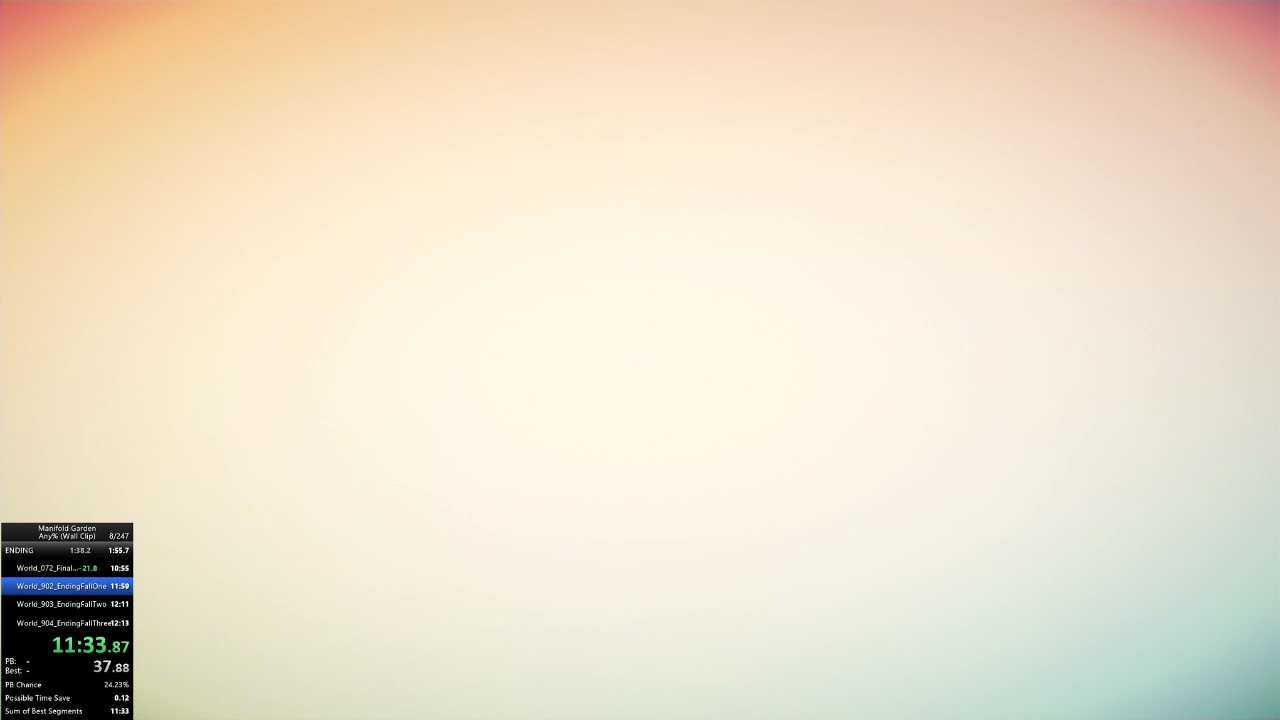 Manifold Garden
Any% (Wall Clip) 8/247
ENDING 1:38.2 1:55.7
World_072_Final... -21.8 10:55
World_902_EndingFallOne 11:59
World_903_EndingFallTwo 12:11
World_904_EndingFallThree 12:13
11:33.87
PB: -
Best: -
37.88
PB Chance 24.23%
Possible Time Save 0.12
Sum of Best Segments 11:33